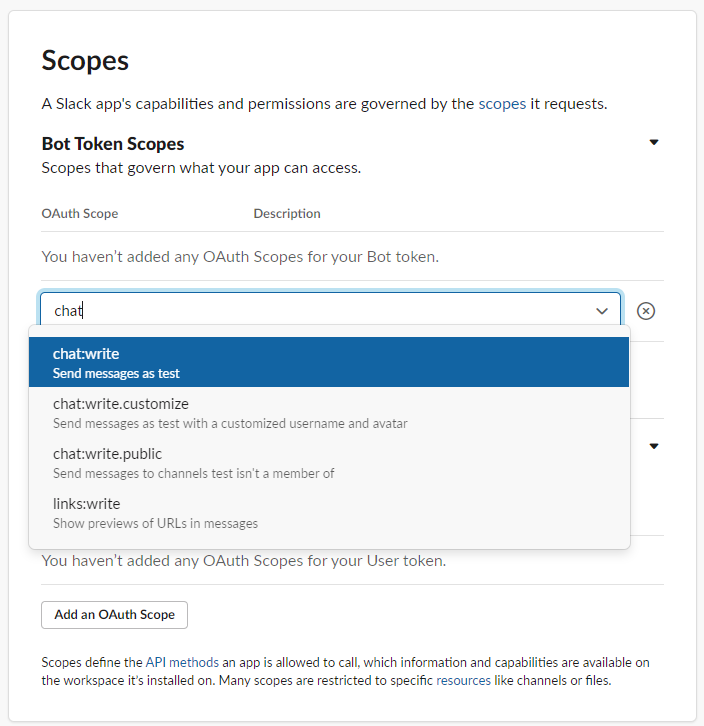 Scopes
A Slack app's capabilities and permissions are governed by the scopes it requests.
Bot Token Scopes
Scopes that govern what your app can access.
OAuth Scope Description
You haven't added any OAuth Scopes for your Bot token.
chat
chat:write
Send messages as test
chat:write.customize
Send messages as test with a customized username and avatar
chat:write.public
Send messages to channels test isn't a member of
links:write
Show previews of URLs in messages
You haven't added any OAuth Scopes for your User token.
Add an OAuth Scope
Scopes define the API methods an app is allowed to call, which information and capabilities are available on
the workspace it's installed on. Many scopes are restricted to specific resources like channels or files.